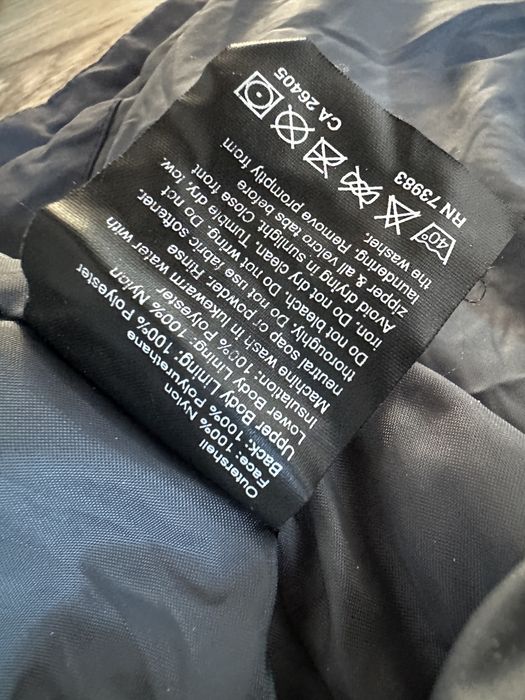 Outershell
Face: 100% Nylon
Back: 100% Polyurethane
Upper Body Lining: 100% Polyester
Lower Body Lining: 100% Nylon
Insulation: 100% Polyester
Machine wash in lukewarm water with
neutral soap or powder. Rinse
thoroughly. Do not use fabric softener.
Do not bleach. Do not wring. Do not
iron. Do not dry clean. Tumble dry, low.
Avoid drying in sunlight. Close front
zipper & all velcro tabs before
laundering. Remove promptly from
the washer.
40
RN 73983 CA 26405